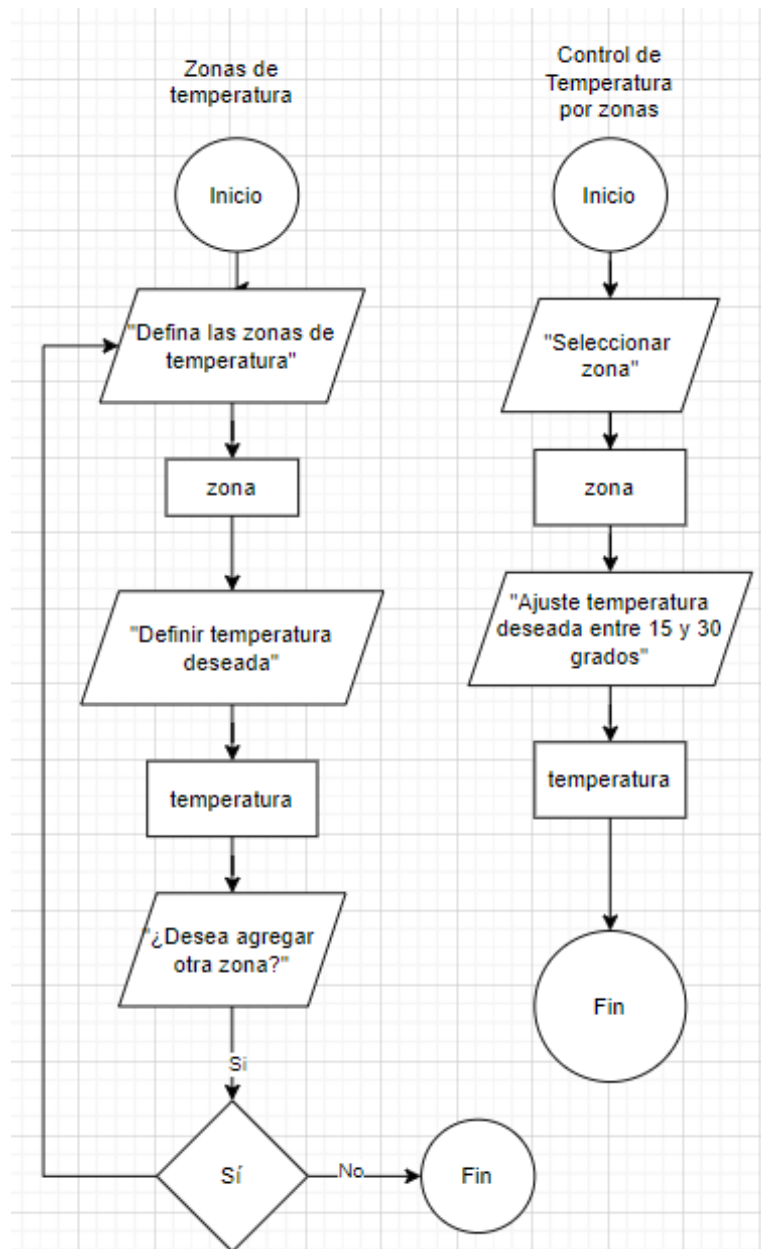 Zonas de
temperatura
Inicio
"Defina las zonas de
temperatura"
zona
"Definir temperatura
deseada"
temperatura
"¿Desea agregar
otra zona?"
Si
Sí
No
Fin
Control de
Temperatura
por zonas
Inicio
"Seleccionar
zona"
zona
"Ajuste temperatura
deseada entre 15 y 30
grados"
temperatura
Fin